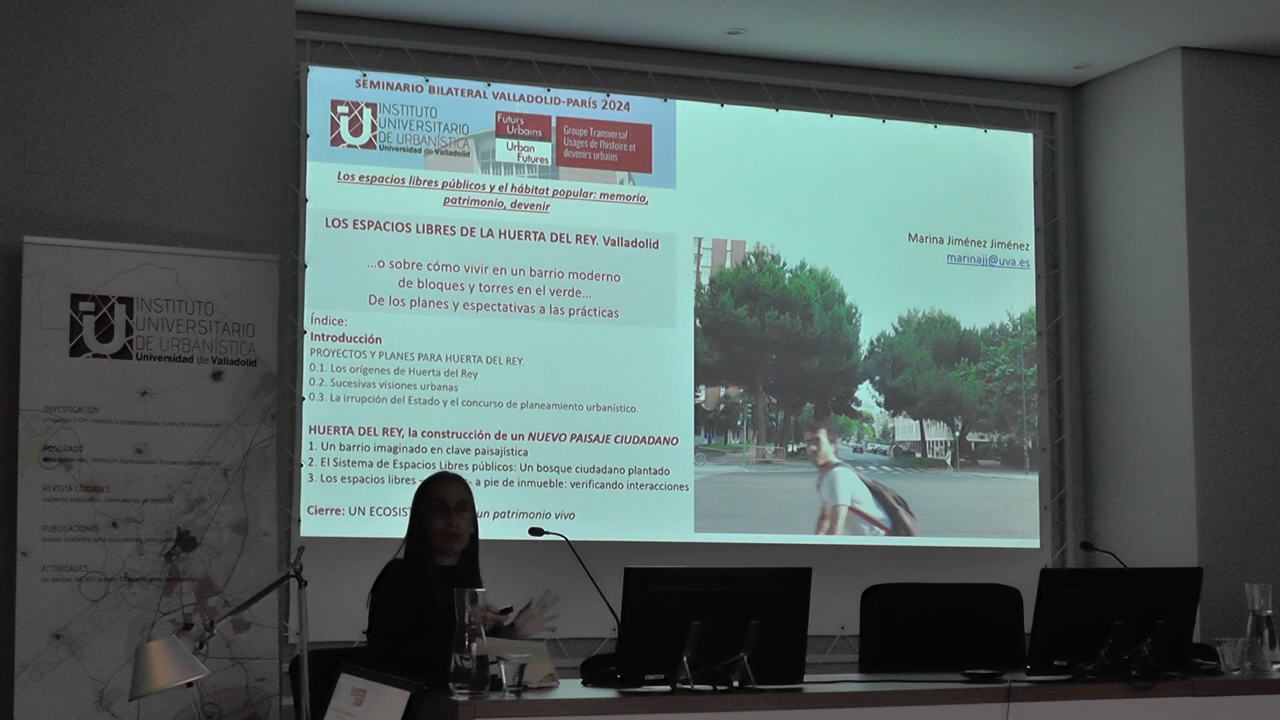 SEMINARIO BILATERAL VALLADOLID-PARÍS 2024
INSTITUTO
UNIVERSITARIO
DE URBANÍSTICA
Universidad de Valladolid
Futurs
Urbains
Urban
Futures
Groupe Transversal
Usages de l'histoire et
devenirs urbains
Los espacios libres públicos y el hábitat popular: memoria,
patrimonio, devenir
LOS ESPACIOS LIBRES DE LA HUERTA DEL REY. Valladolid
...o sobre cómo vivir en un barrio moderno
de bloques y torres en el verde...
De los planes y espectativas a las prácticas
Índice:
Introducción
PROYECTOS Y PLANES PARA HUERTA DEL REY.
0.1. Los orígenes de Huerta del Rey
0.2. Sucesivas visiones urbanas
0.3. La irrupción del Estado y el concurso de planeamiento urbanístico.
HUERTA DEL REY, la construcción de un NUEVO PAISAJE CIUDADANO
1. Un barrio imaginado en clave paisajística
2. El Sistema de Espacios Libres públicos: Un bosque ciudadano plantado
3. Los espacios libres - a pie de inmueble: verificando interacciones
Cierre: UN ECOSIST un patrimonio vivo
Marina Jiménez Jiménez
marinajj@uva.es
INSTITUTO
UNIVERSITARIO
DE URBANÍSTICA
Universidad de Valladolid
INVESTIGACIÓN
POSGRADO
REVISTA CIUDADES
PUBLICACIONES
ACTIVIDADES